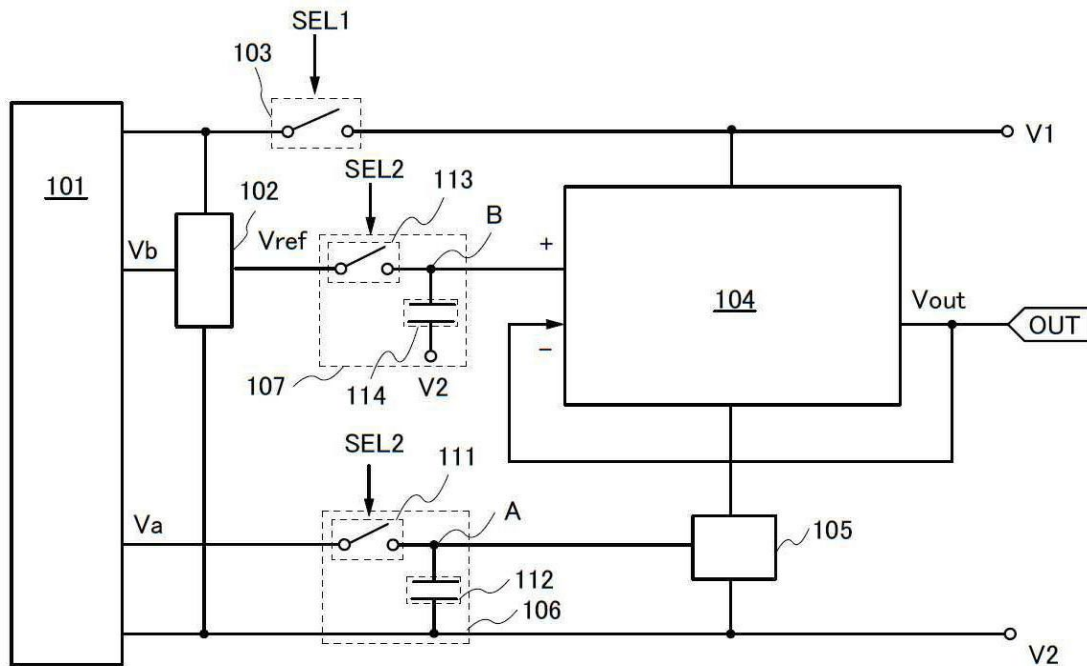 SEL1
103
V1
101
SEL2
113
102
Vb
Vref
B
+
104
Vout
OUT
-
107
114
V2
SEL2
111
Va
A
105
112
106
V2